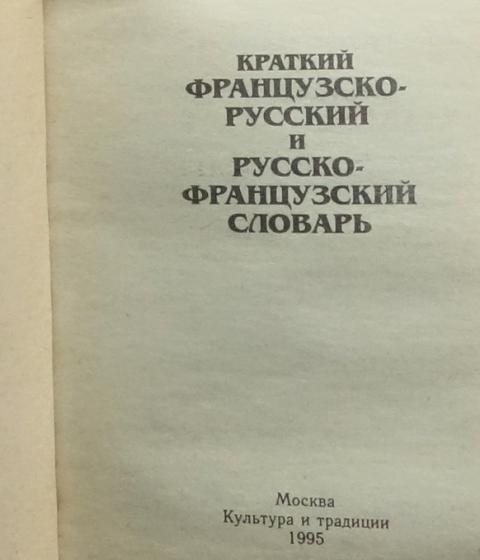 КРАТКИЙ
ФРАНЦУЗСКО-
РУССКИЙ
И
РУССКО-
ФРАНЦУЗСКИЙ
СЛОВАРЬ
Москва
Культура и традиции
1995